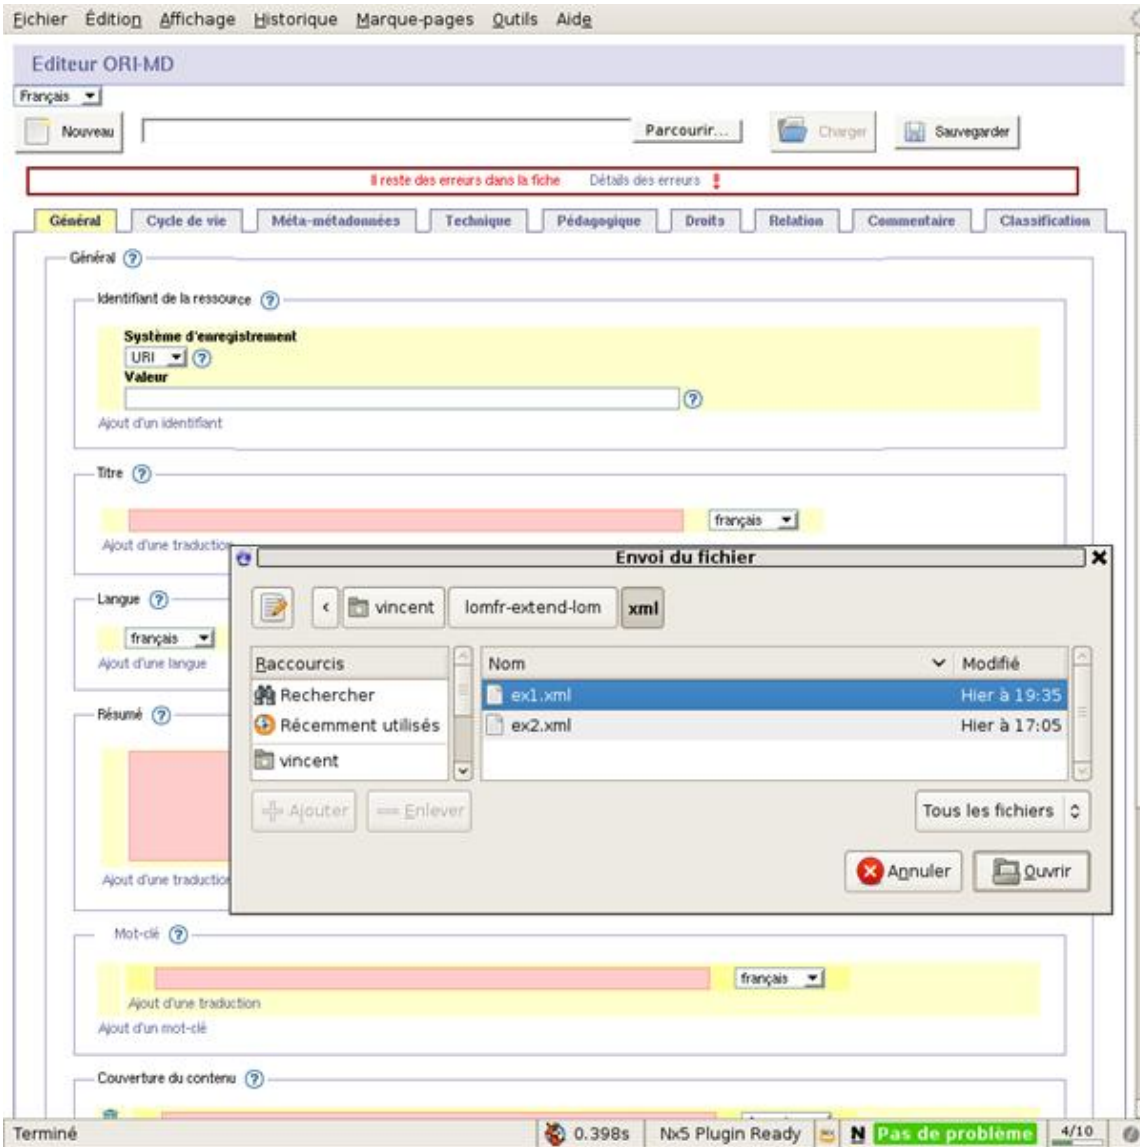 Fichier Édition Affichage Historique Marque-pages Outils Aide
Editeur ORI-MD
Français
Nouveau Parcourir... Charger Sauvegarder
Il reste des erreurs dans la fiche Détails des erreurs !
Général Cycle de vie Méta-métadonnées Technique Pédagogique Droits Relation Commentaire Classification
Général ?
Identifiant de la ressource ?
Système d'enregistrement
URI ?
Valeur
?
Ajout d'un identifiant
Titre ?
français
Ajout d'une traduction
Envoi du fichier
Langue ?
vincent lomfr-extend-lom xml
français
Ajout d'une langue
Raccourcis Nom Modifié
Rechercher ex1.xml Hier à 19:35
Résumé ?
Récemment utilisés ex2.xml Hier à 17:05
vincent
Ajouter Enlever Tous les fichiers
Annuler Ouvrir
Ajout d'une traduction
Mot-clé ?
français
Ajout d'une traduction
Ajout d'un mot-clé
Couverture du contenu ?
Terminé 0.398s Nx5 Plugin Ready N Pas de problème 4/10